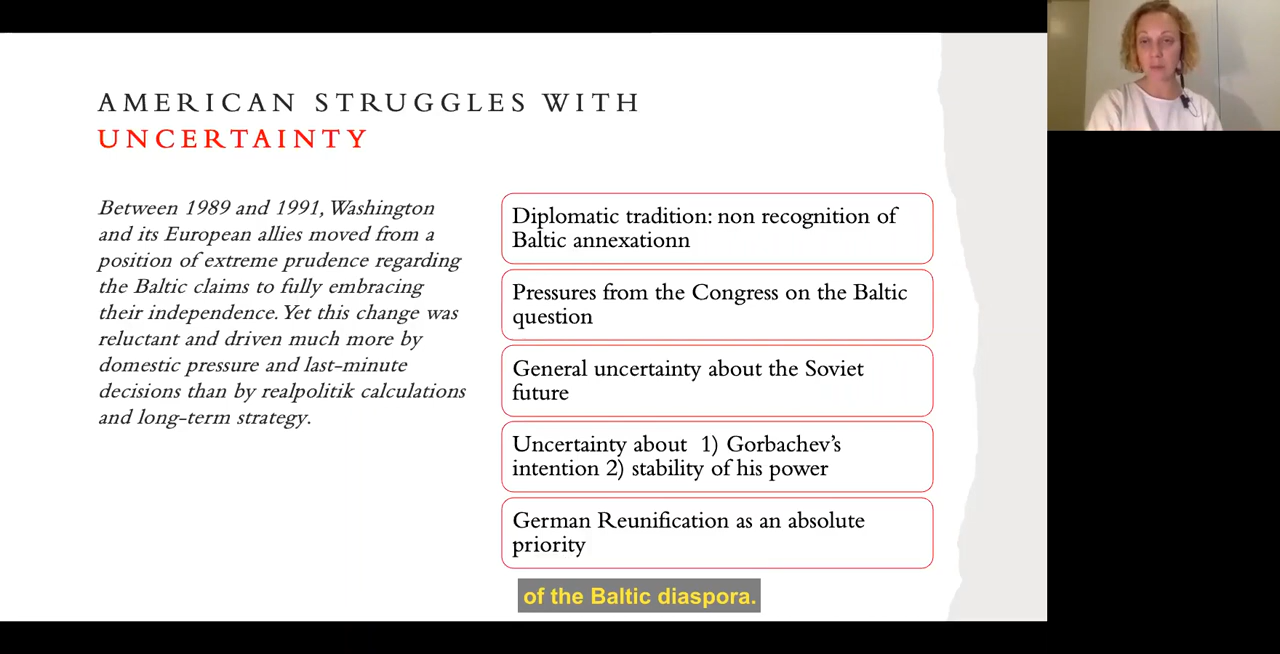 AMERICAN STRUGGLES WITH
UNCERTAINTY
Between 1989 and 1991, Washington
and its European allies moved from a
position of extreme prudence regarding
the Baltic claims to fully embracing
their independence. Yet this change was
reluctant and driven much more by
domestic pressure and last-minute
decisions than by realpolitik calculations
and long-term strategy.
Diplomatic tradition: non recognition of
Baltic annexationn
Pressures from the Congress on the Baltic
question
General uncertainty about the Soviet
future
Uncertainty about 1) Gorbachev's
intention 2) stability of his power
German Reunification as an absolute
priority
of the Baltic diaspora.